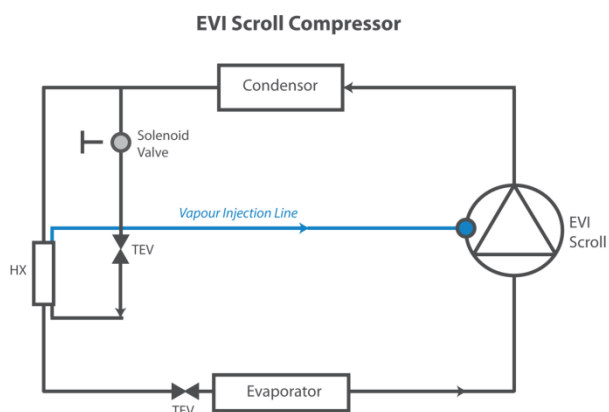 EVI Scroll Compressor
Condensor
Solenoid
Valve
Vapour Injection Line
EVI
Scroll
TEV
HX
Evaporator
TEV